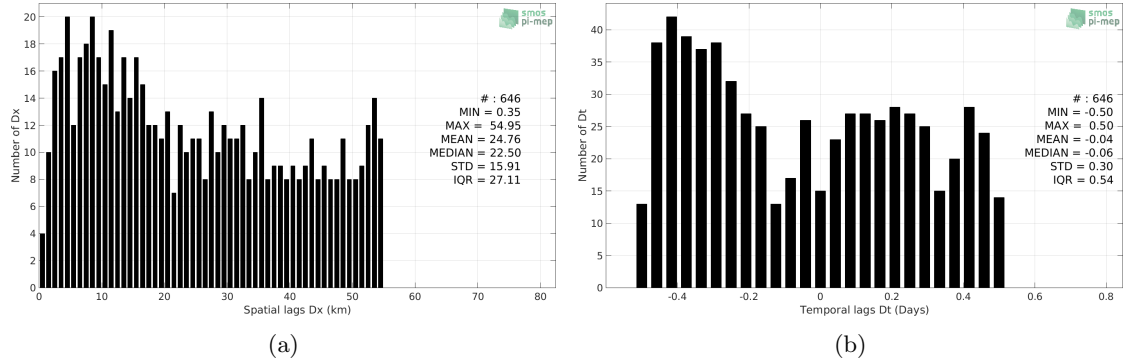 smos
pi-mep
20
18
16
14
12
10
8
6
4
2
0
Number of Dx
# : 646
MIN = 0.35
MAX = 54.95
MEAN = 24.76
MEDIAN = 22.50
STD = 15.91
IQR = 27.11
0 10 20 30 40 50 60 70 80
Spatial lags Dx (km)
(a)
smos
pi-mep
40
35
30
25
20
15
10
5
0
Number of Dt
# : 646
MIN = -0.50
MAX = 0.50
MEAN = -0.04
MEDIAN = -0.06
STD = 0.30
IQR = 0.54
-0.4 -0.2 0 0.2 0.4 0.6 0.8
Temporal lags Dt (Days)
(b)